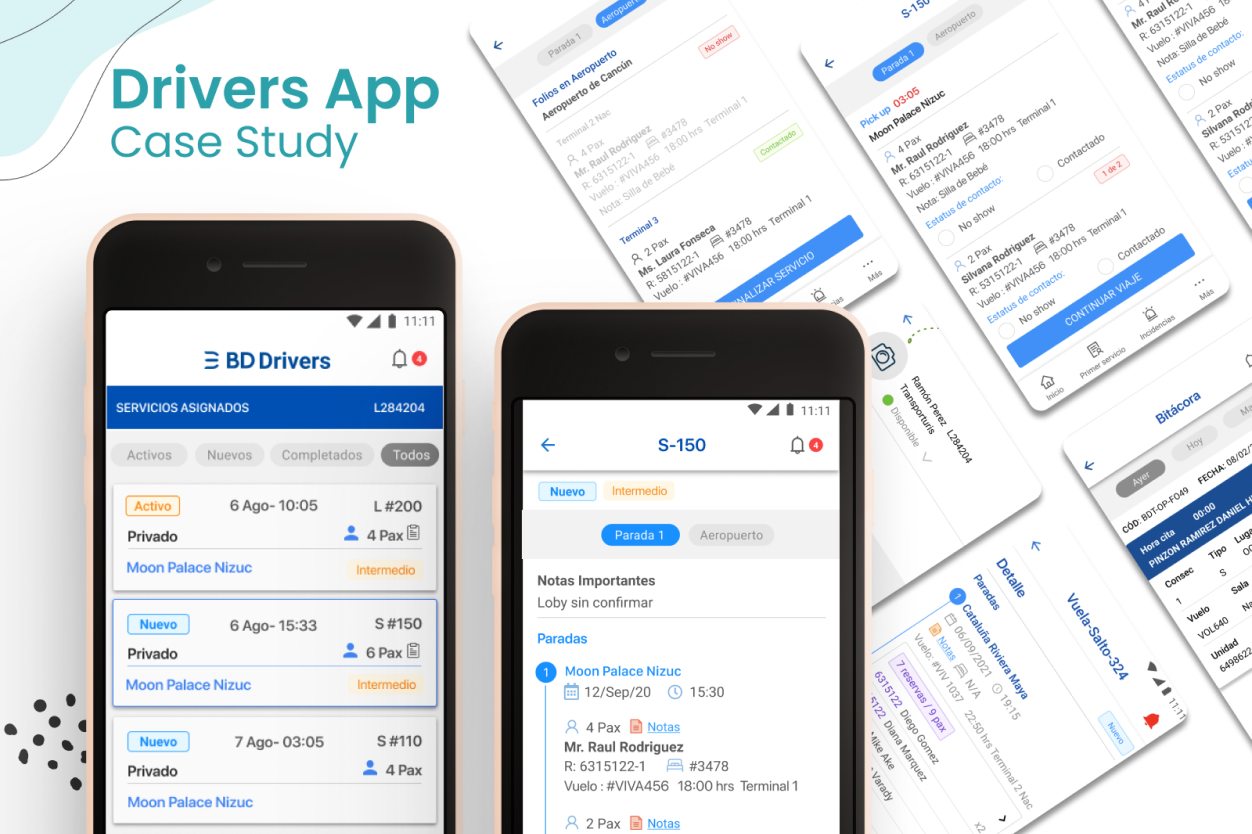 Drivers App
Case Study
11:11
BD Drivers
4
SERVICIOS ASIGNADOS L284204
Activos Nuevos Completados Todos
Activo 6 Ago- 10:05 L #200
Privado 4 Pax
Moon Palace Nizuc Intermedio
Nuevo 6 Ago- 15:33 S #150
Privado 6 Pax
Moon Palace Nizuc Intermedio
Nuevo 7 Ago- 03:05 S #110
Privado 4 Pax
Moon Palace Nizuc
11:11
S-150 4
Nuevo Intermedio
Parada 1 Aeropuerto
Notas Importantes
Loby sin confirmar
Paradas
1 Moon Palace Nizuc
12/Sep/20 15:30
4 Pax Notas
Mr. Raul Rodriguez
R: 6315122-1 #3478
Vuelo : #VIVA456 18:00 hrs Terminal 1
2 Pax Notas
Parada 1 Aeropuer
Folios en Aeropuerto
Aeropuerto de Cancún
No show
Terminal 2 Nac
4 Pax
Mr. Raul Rodriguez
R: 6315122-1 #3478
Vuelo : #VIVA456 18:00 hrs Terminal 1
Nota: Silla de Bebé
Contactado
Terminal 3
2 Pax
Ms. Laura Fonseca
R: 5815122-1 #3478
Vuelo: #VIVA456 18:00 hrs Terminal 1
NALIZAR SERVICIO
ias Más
S-150
Parada 1 Aeropuerto
Pick up 03:05
Moon Palace Nizuc
4 Pax
Mr. Raul Rodriguez
R: 6315122-1 #3478
Vuelo : #VIVA456 18:00 hrs Terminal 1
Nota: Silla de Bebé
Estatus de contacto:
No show Contactado
1 de 2
2 Pax
Silvana Rodriguez
R: 5315122-1 #3478
Vuelo: #VIVA456 18:00 hrs Terminal 1
Estatus de contacto:
No show Contactado
CONTINUAR VIAJE
Inicio Primer servicio Incidencias Más
Mr. Raul Ro
R: 6315122-1
Vuelo: #VIVA456 18
Nota: Silla de Bebé
Estatus de contacto:
No show
2 Pax
Silvana Rodr
R: 531512
Vuelo:
Estatu
No
Ramón Perez L284204
Transporturis
Disponible
Bitácora
Ayer Hoy
CÓD: BDT-OP-FO49 FECHA: 08/02/
Hora cita 00:00
PINZON RAMIREZ DANIEL H
Consec Tipo Luga
1 S
Vuelo Sala
VOL640 Na
Unidad
6498622
11:11
Vuela-Salto-324
Nuevo
Detalle
Paradas
1 Cataluña Riviera Maya
06/09/2021 19:15
Notas N/A
Vuelo: #VIV 1037 22:50 hrs Terminal 2 Nac
7 reservas / 9 pax
6315122 Diego Gomez
5122 Diana Marquez
Mike Ake
Varady
x2